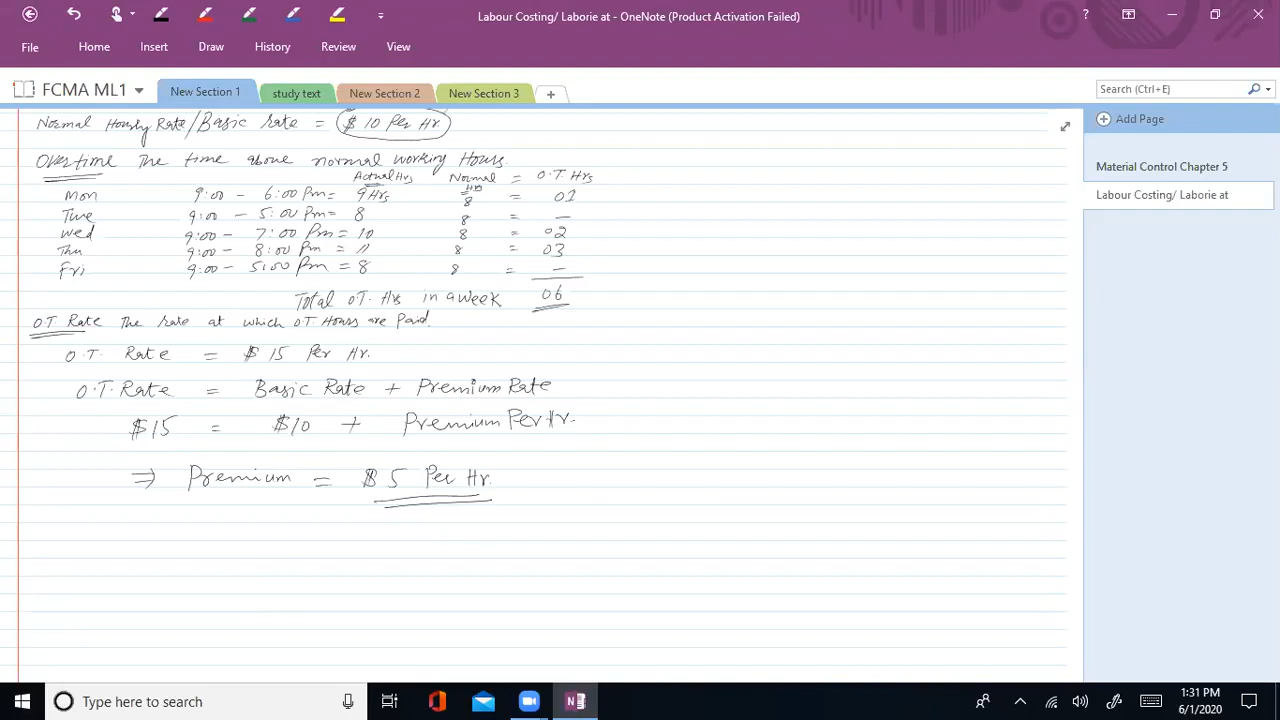 Labour Costing/ Laborie at - OneNote (Product Activation Failed)
File Home Insert Draw History Review View
FCMA ML1 New Section 1 study text New Section 2 New Section 3
Search (Ctrl+E)
Add Page
Material Control Chapter 5
Labour Costing/ Laborie at
Normal Hourly Rate/Basic rate = $ 10 Per Hr
Overtime The time above normal working Hours.
Actual Hrs Normal Hrs = O.T Hrs
Mon 9:00 - 6:00 Pm = 9 Hrs 8 = 01
Tue 9:00 - 5:00 Pm = 8 8 = —
Wed 9:00 - 7:00 Pm = 10 8 = 02
Thu 9:00 - 8:00 Pm = 11 8 = 03
Fri 9:00 - 5:00 Pm = 8 8 = —
Total OT. Hrs in a week 06
OT Rate The rate at which OT Hours are Paid.
O.T. Rate = $ 15 Per Hr.
O.T. Rate = Basic Rate + Premium Rate
$15 = $10 + Premium Per Hr.
⇒ Premium = $ 5 Per Hr.
Type here to search
1:31 PM
6/1/2020